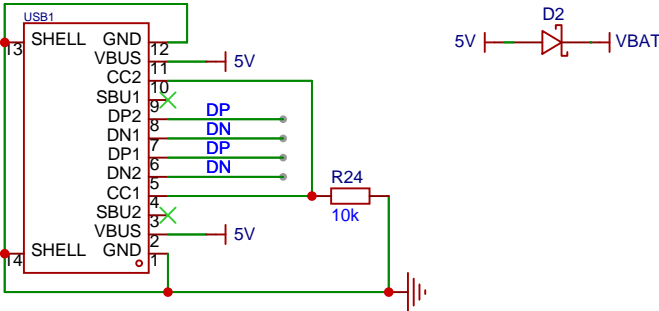 USB1
SHELL
13
GND
12
VBUS
11
5V
CC2
10
SBU1
9
DP2
8
DP
DN1
7
DN
DP1
6
DP
DN2
5
DN
CC1
4
SBU2
3
VBUS
2
5V
SHELL
14
GND
1
R24
10k
D2
5V
VBAT